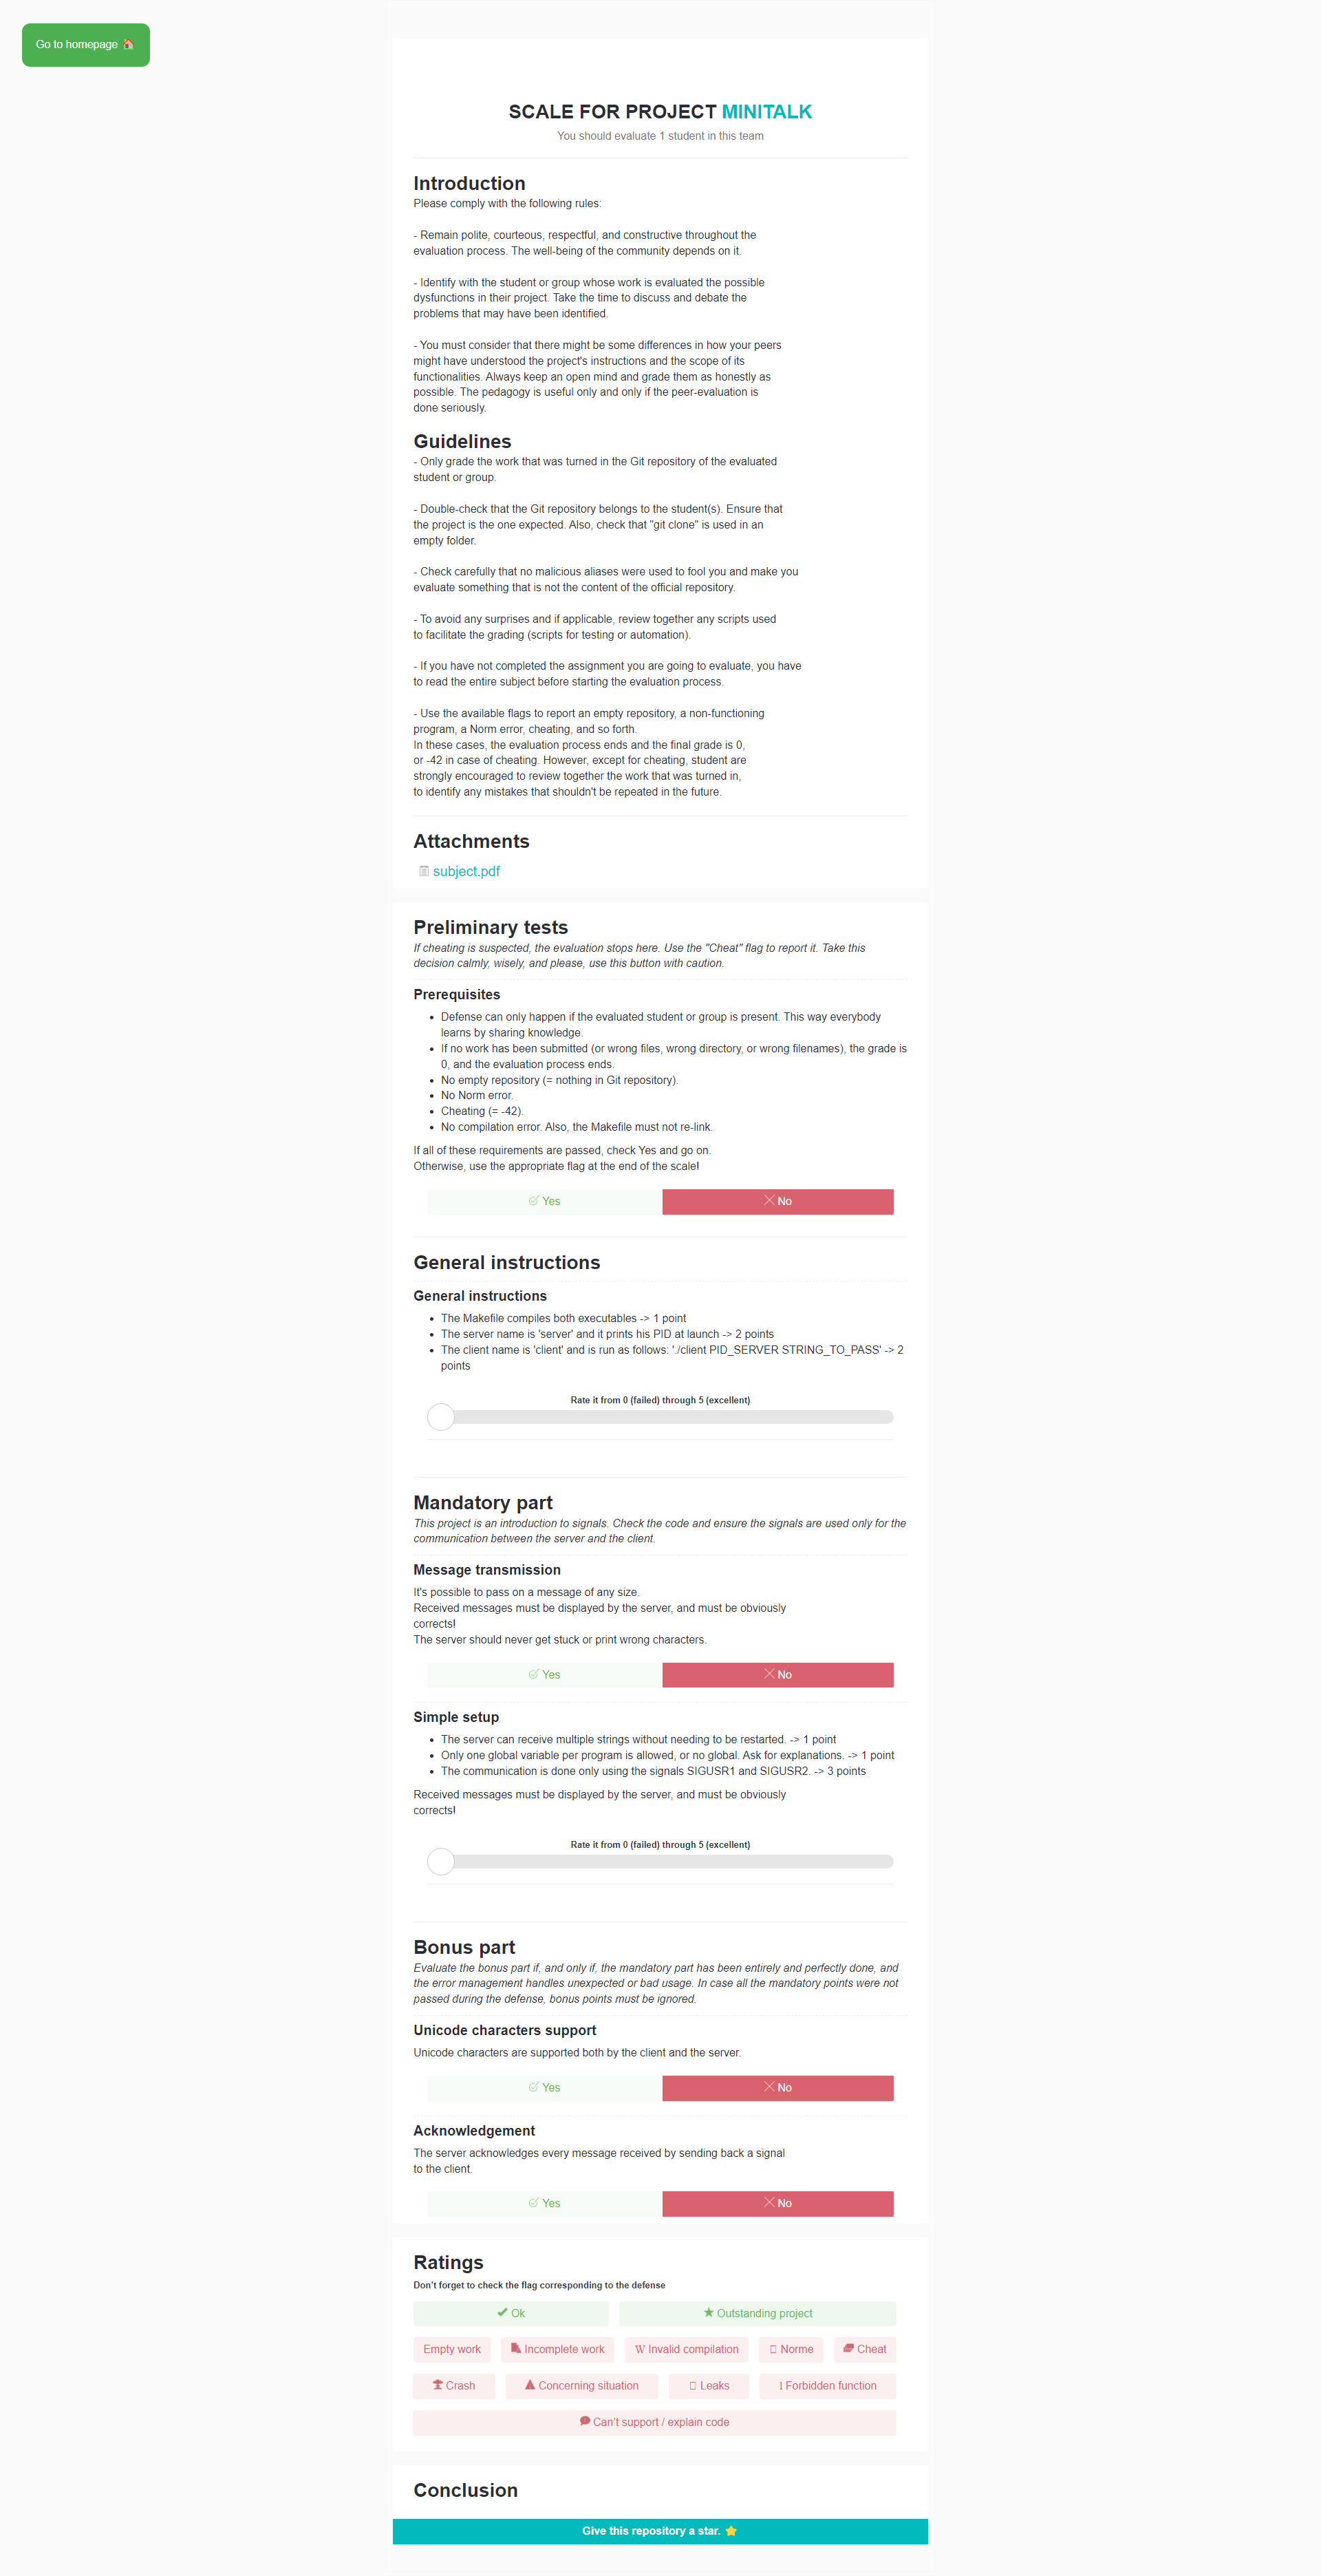 Go to homepage 🏠
SCALE FOR PROJECT MINITALK
You should evaluate 1 student in this team
Introduction
Please comply with the following rules:
- Remain polite, courteous, respectful, and constructive throughout the
evaluation process. The well-being of the community depends on it.
- Identify with the student or group whose work is evaluated the possible
dysfunctions in their project. Take the time to discuss and debate the
problems that may have been identified.
- You must consider that there might be some differences in how your peers
might have understood the project's instructions and the scope of its
functionalities. Always keep an open mind and grade them as honestly as
possible. The pedagogy is useful only and only if the peer-evaluation is
done seriously.
Guidelines
- Only grade the work that was turned in the Git repository of the evaluated
student or group.
- Double-check that the Git repository belongs to the student(s). Ensure that
the project is the one expected. Also, check that "git clone" is used in an
empty folder.
- Check carefully that no malicious aliases were used to fool you and make you
evaluate something that is not the content of the official repository.
- To avoid any surprises and if applicable, review together any scripts used
to facilitate the grading (scripts for testing or automation).
- If you have not completed the assignment you are going to evaluate, you have
to read the entire subject before starting the evaluation process.
- Use the available flags to report an empty repository, a non-functioning
program, a Norm error, cheating, and so forth.
In these cases, the evaluation process ends and the final grade is 0,
or -42 in case of cheating. However, except for cheating, student are
strongly encouraged to review together the work that was turned in,
to identify any mistakes that shouldn't be repeated in the future.
Attachments
subject.pdf
Preliminary tests
If cheating is suspected, the evaluation stops here. Use the "Cheat" flag to report it. Take this
decision calmly, wisely, and please, use this button with caution.
Prerequisites
• Defense can only happen if the evaluated student or group is present. This way everybody
learns by sharing knowledge.
• If no work has been submitted (or wrong files, wrong directory, or wrong filenames), the grade is
0, and the evaluation process ends.
• No empty repository (= nothing in Git repository).
• No Norm error.
• Cheating (= -42).
• No compilation error. Also, the Makefile must not re-link.
If all of these requirements are passed, check Yes and go on.
Otherwise, use the appropriate flag at the end of the scale!
Yes No
General instructions
General instructions
• The Makefile compiles both executables -> 1 point
• The server name is 'server' and it prints his PID at launch -> 2 points
• The client name is 'client' and is run as follows: './client PID_SERVER STRING_TO_PASS' -> 2
points
Rate it from 0 (failed) through 5 (excellent)
Mandatory part
This project is an introduction to signals. Check the code and ensure the signals are used only for the
communication between the server and the client.
Message transmission
It's possible to pass on a message of any size.
Received messages must be displayed by the server, and must be obviously
corrects!
The server should never get stuck or print wrong characters.
Yes No
Simple setup
• The server can receive multiple strings without needing to be restarted. -> 1 point
• Only one global variable per program is allowed, or no global. Ask for explanations. -> 1 point
• The communication is done only using the signals SIGUSR1 and SIGUSR2. -> 3 points
Received messages must be displayed by the server, and must be obviously
corrects!
Rate it from 0 (failed) through 5 (excellent)
Bonus part
Evaluate the bonus part if, and only if, the mandatory part has been entirely and perfectly done, and
the error management handles unexpected or bad usage. In case all the mandatory points were not
passed during the defense, bonus points must be ignored.
Unicode characters support
Unicode characters are supported both by the client and the server.
Yes No
Acknowledgement
The server acknowledges every message received by sending back a signal
to the client.
Yes No
Ratings
Don't forget to check the flag corresponding to the defense
Ok Outstanding project
Empty work Incomplete work W Invalid compilation Norme Cheat
Crash Concerning situation Leaks Forbidden function
Can't support / explain code
Conclusion
Give this repository a star. ⭐